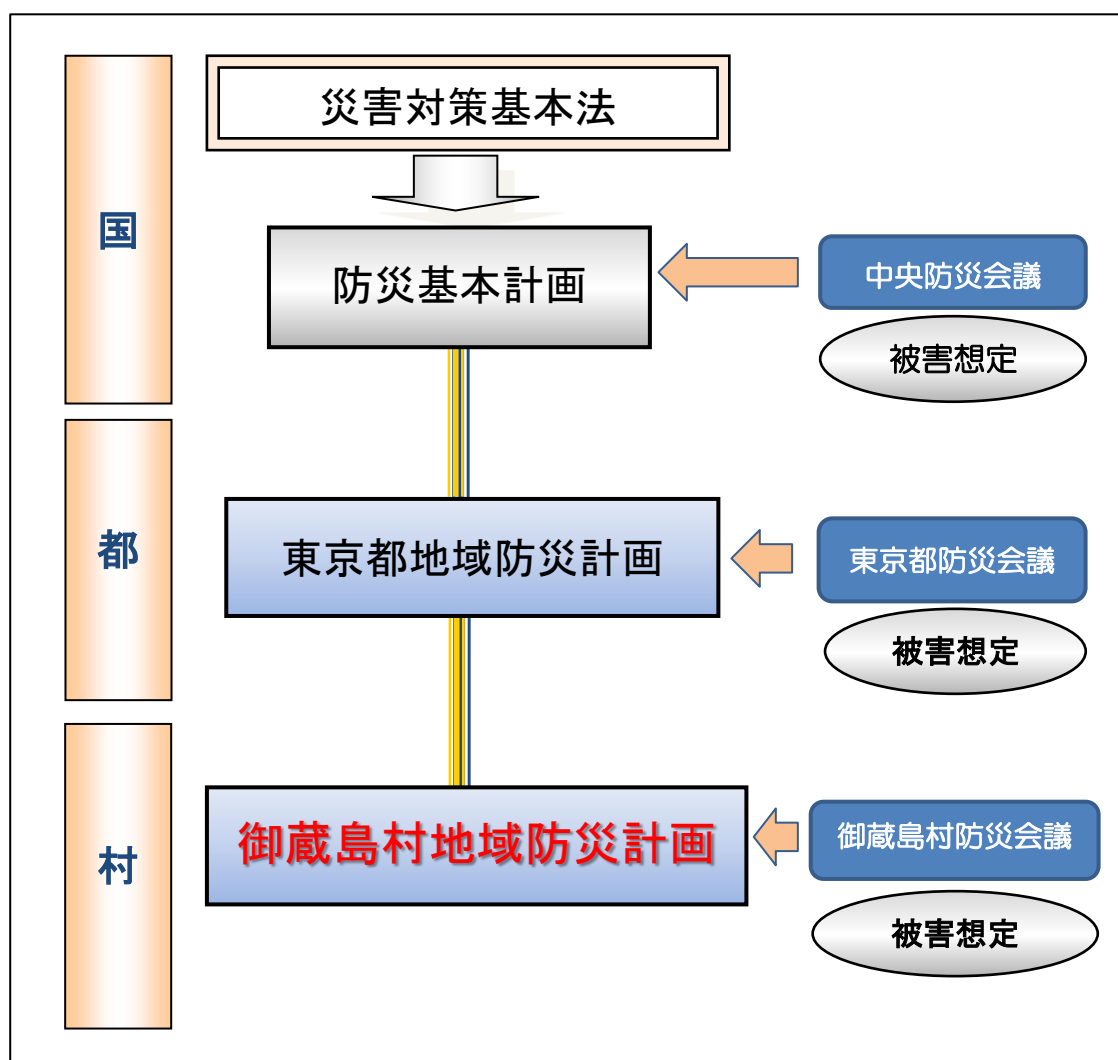 国
災害対策基本法
防災基本計画
中央防災会議
被害想定
都
東京都地域防災計画
東京都防災会議
被害想定
村
御蔵島村地域防災計画
御蔵島村防災会議
被害想定